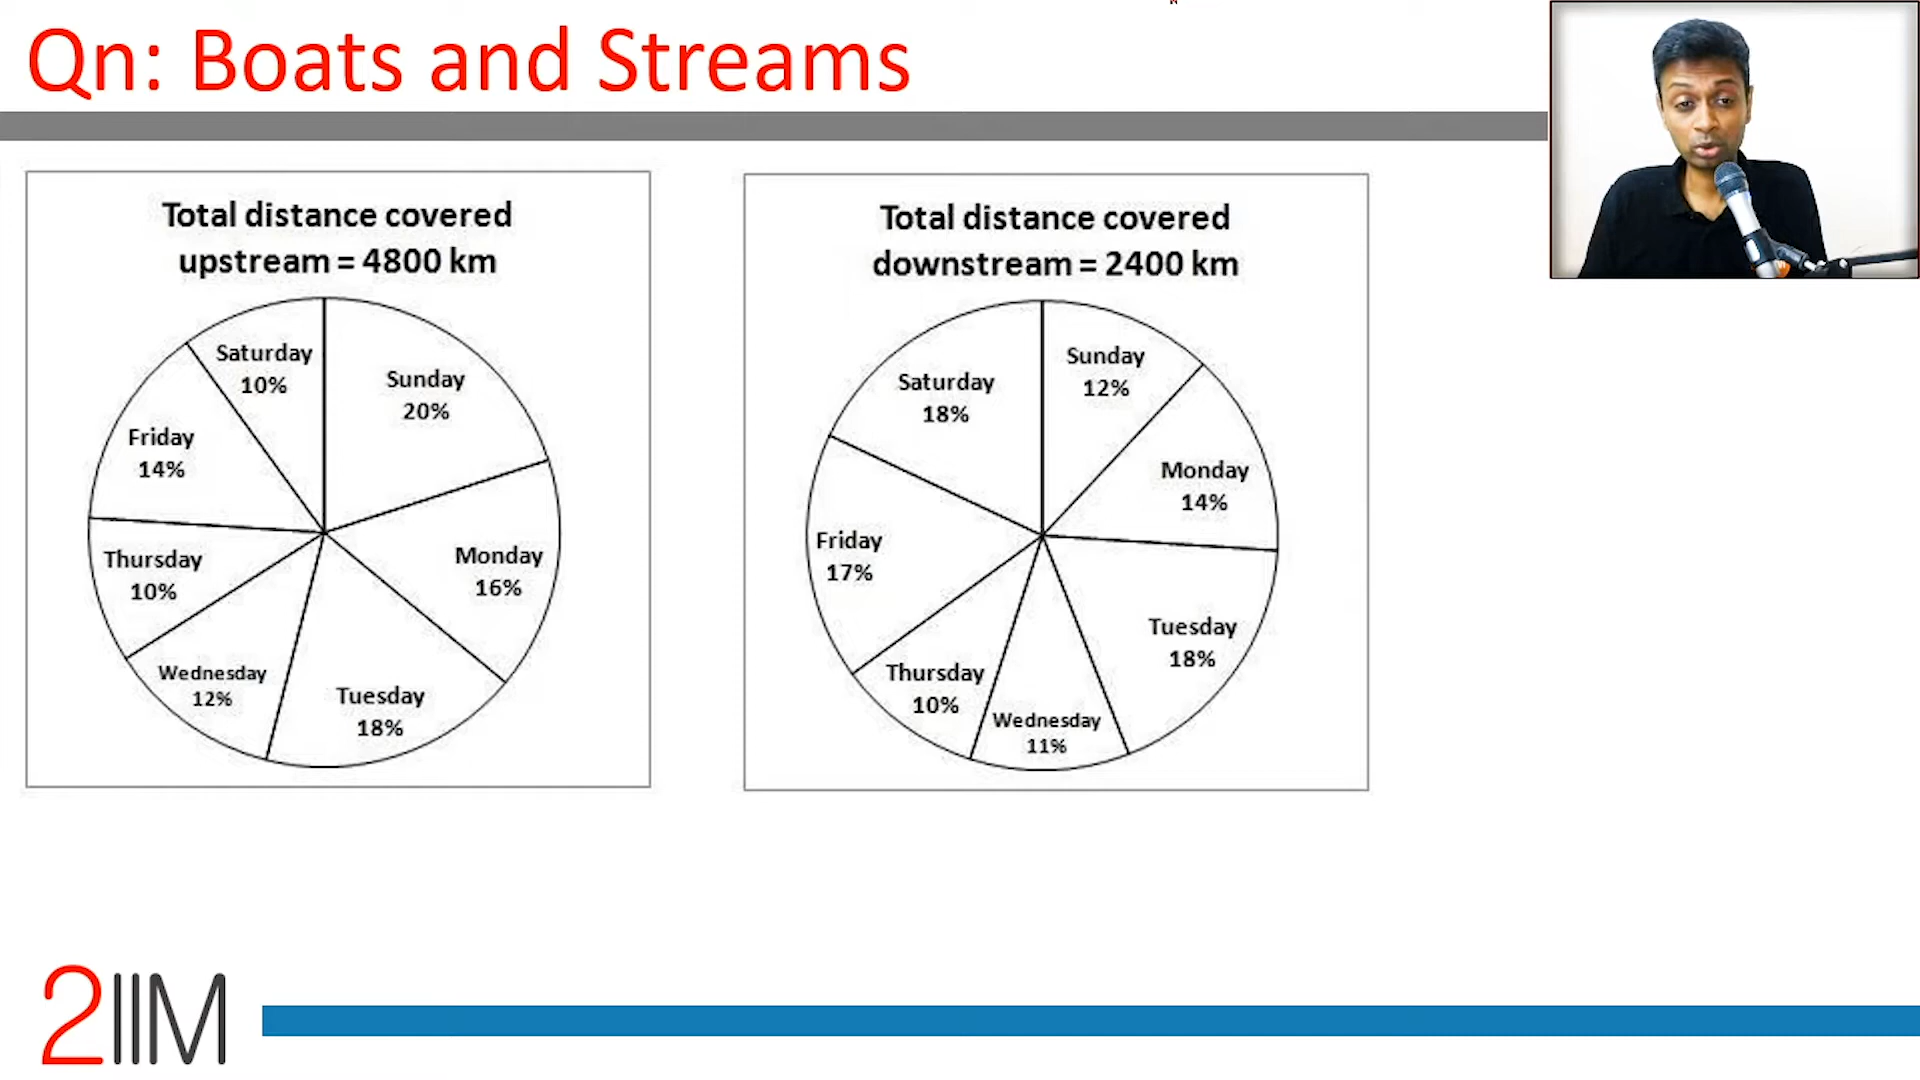 Qn: Boats and Streams
Total distance covered
upstream = 4800 km
Saturday
10%
Sunday
20%
Friday
14%
Monday
16%
Thursday
10%
Wednesday
12%
Tuesday
18%
Total distance covered
downstream = 2400 km
Sunday
12%
Saturday
18%
Monday
14%
Friday
17%
Tuesday
18%
Thursday
10%
Wednesday
11%
2IIM